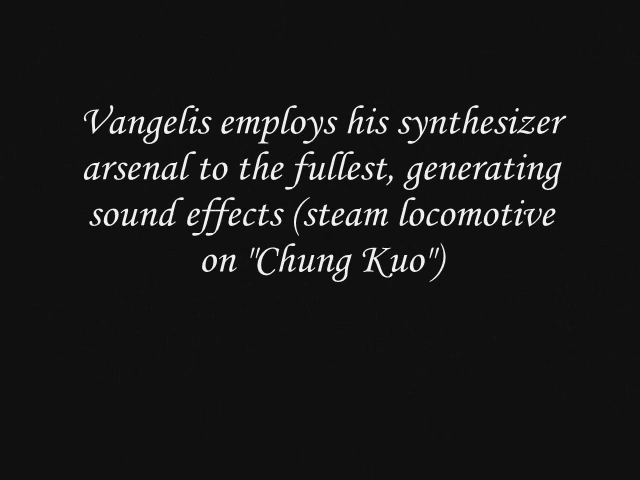 Vangelis employs his synthesizer
arsenal to the fullest, generating
sound effects (steam locomotive
on "Chung Kuo")